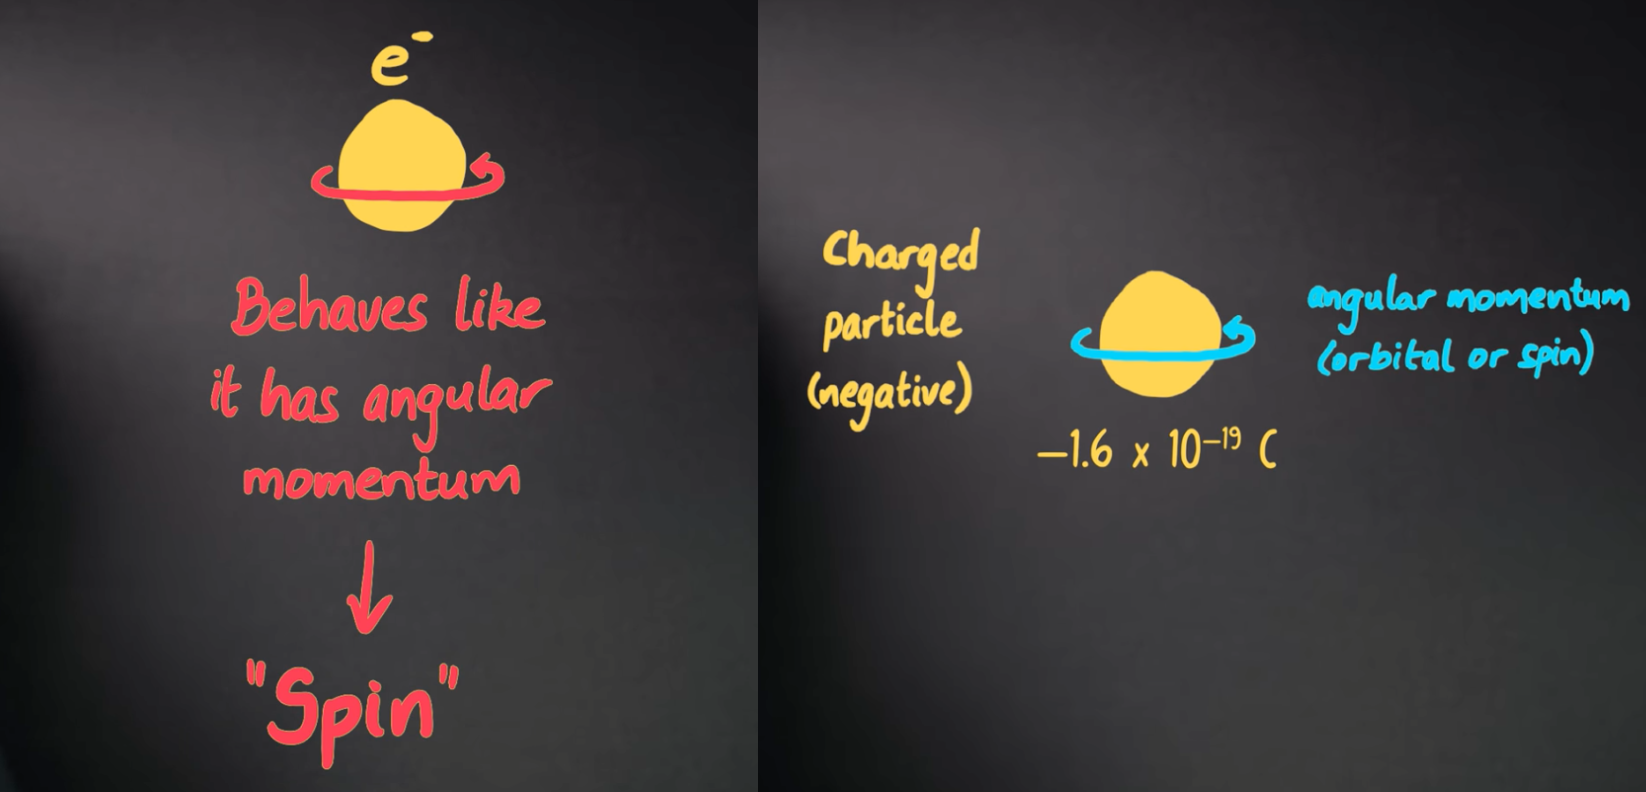 e⁻
Behaves like
it has angular
momentum
"Spin"
Charged
particle
(negative)
−1.6 × 10⁻¹⁹ C
angular momentum
(orbital or spin)